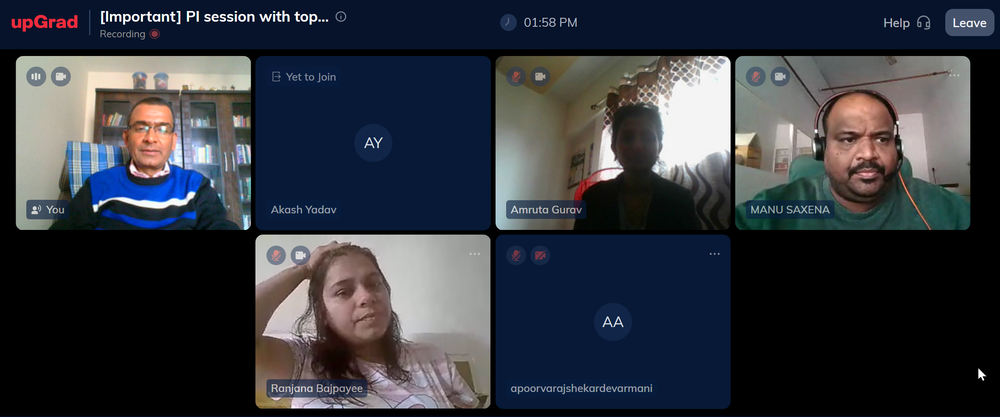 upGrad
[Important] PI session with top...
Recording
01:58 PM
Help
Leave
You
Yet to Join
AY
Akash Yadav
Amruta Gurav
MANU SAXENA
Ranjana Bajpayee
AA
apoorvarajshekardevarmani